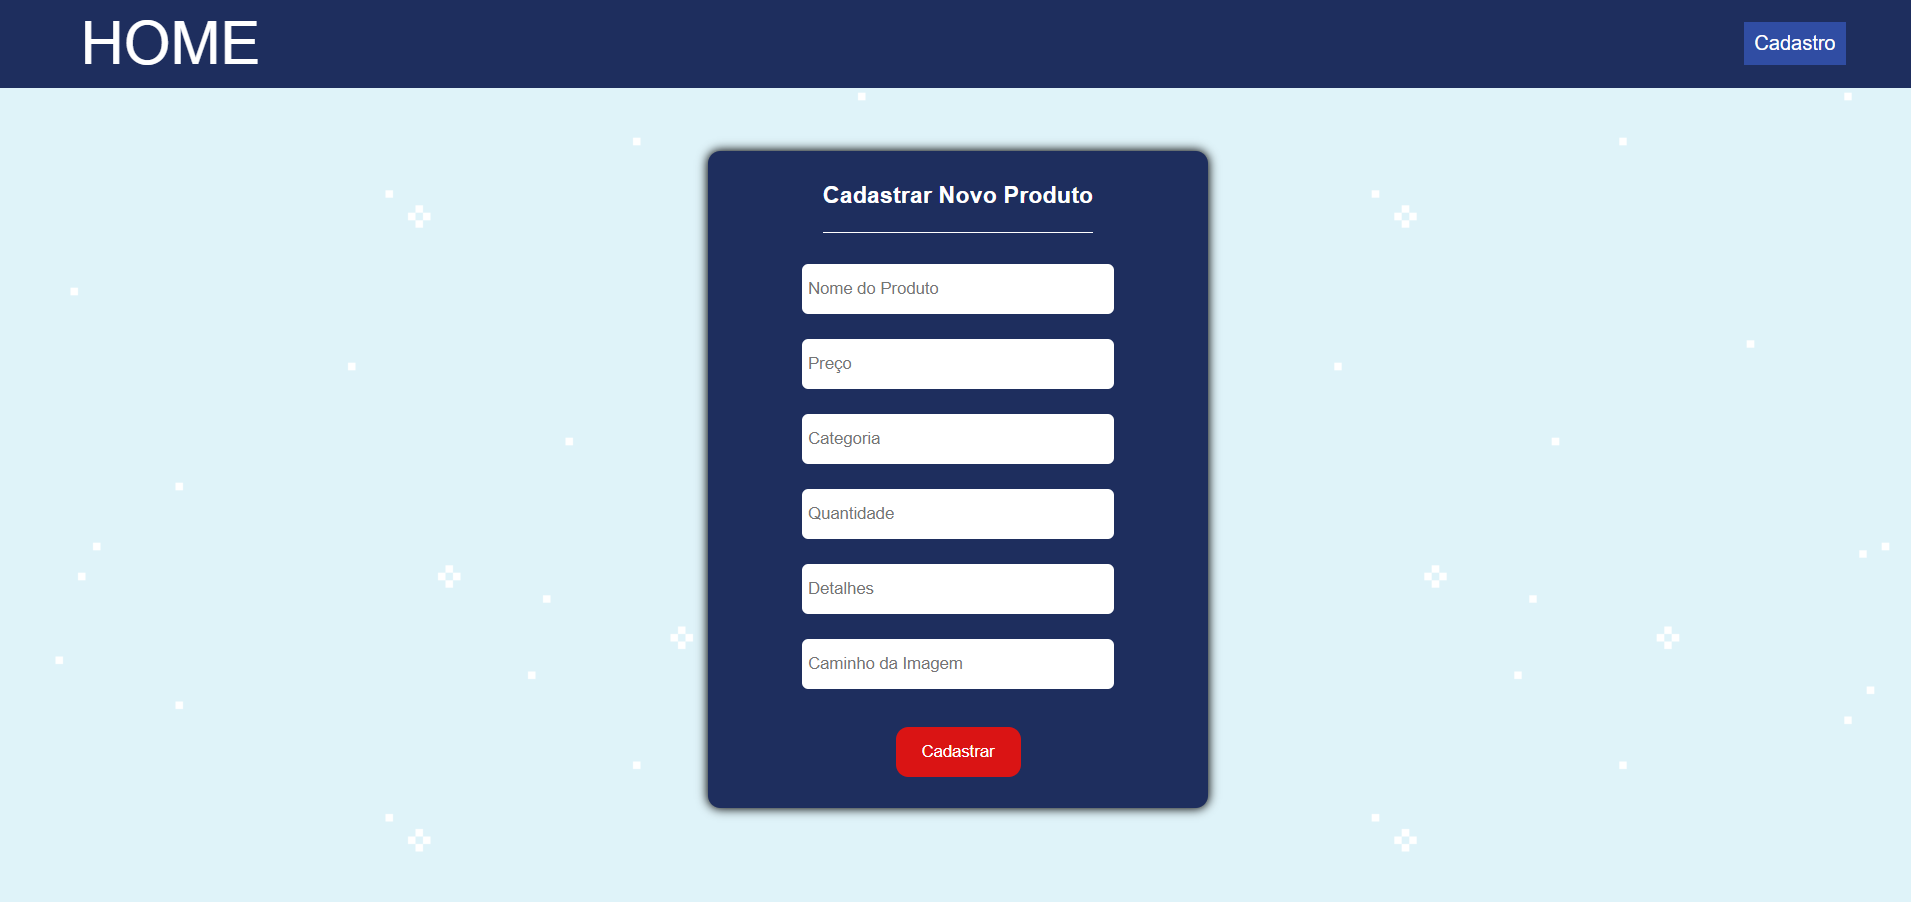 HOME
Cadastro
Cadastrar Novo Produto
Nome do Produto
Preço
Categoria
Quantidade
Detalhes
Caminho da Imagem
Cadastrar